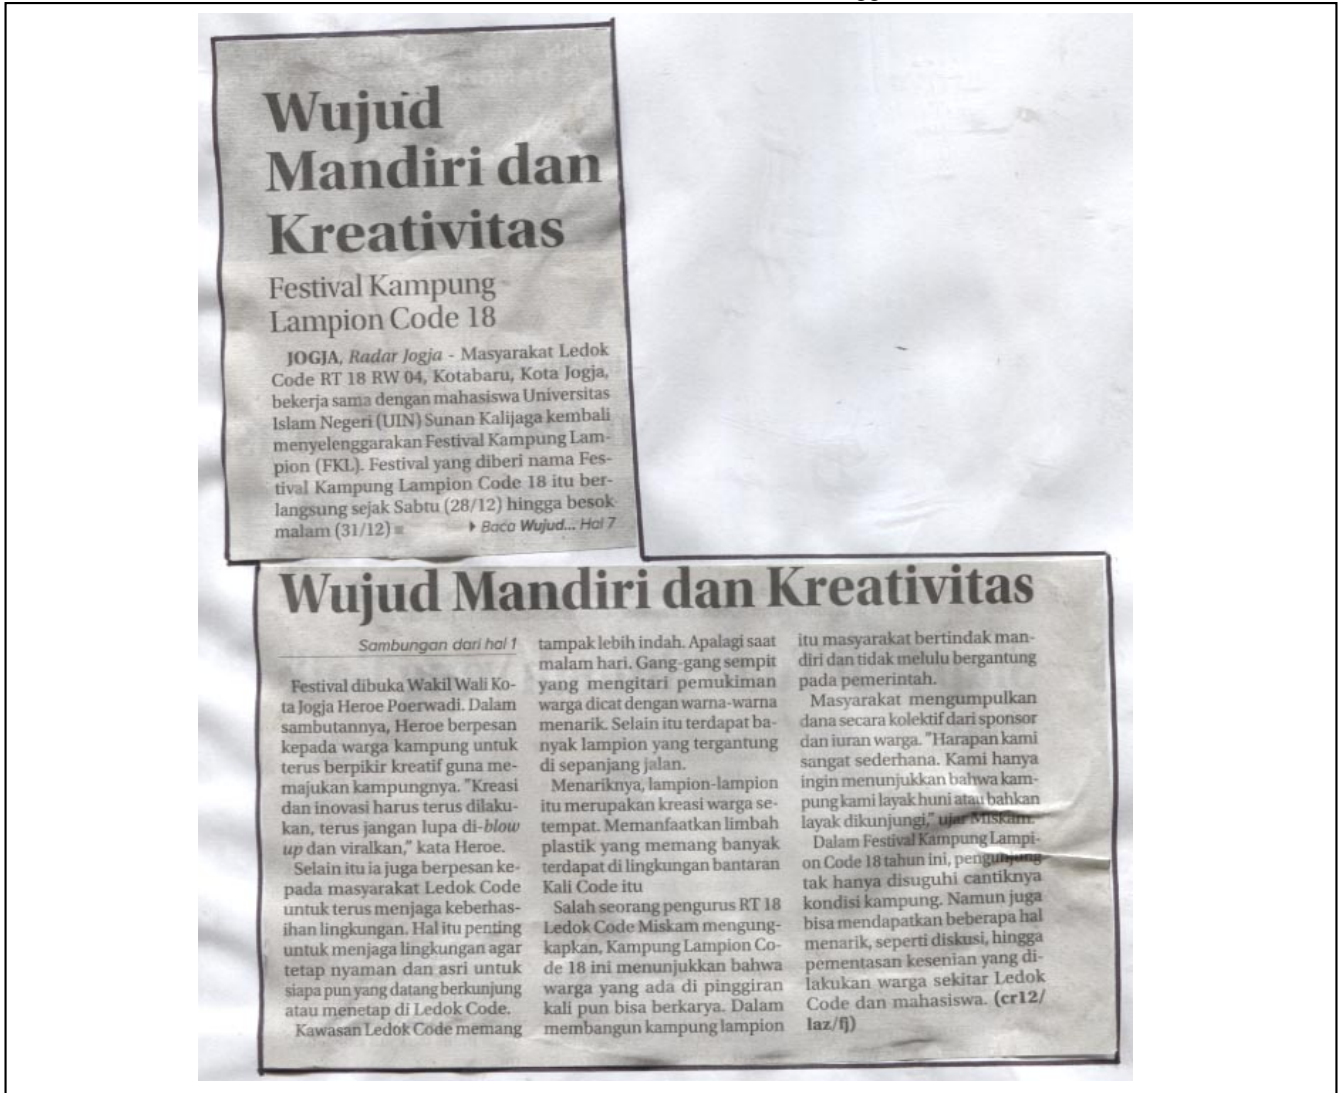 Wujud
Mandiri dan
Kreativitas
Festival Kampung
Lampion Code 18
JOGJA, Radar Jogja - Masyarakat Ledok
Code RT 18 RW 04, Kotabaru, Kota Jogja,
bekerja sama dengan mahasiswa Universitas
Islam Negeri (UIN) Sunan Kalijaga kembali
menyelenggarakan Festival Kampung Lam-
pion (FKL). Festival yang diberi nama Fes-
tival Kampung Lampion Code 18 itu ber-
langsung sejak Sabtu (28/12) hingga besok
malam (31/12)
Baca Wujud... Hal 7
Wujud Mandiri dan Kreativitas
Sambungan dari hal 1
Festival dibuka Wakil Wali Ko-
ta Jogja Heroe Poerwadi. Dalam
sambutannya, Heroe berpesan
kepada warga kampung untuk
terus berpikir kreatif guna me-
majukan kampungnya. "Kreasi
dan inovasi harus terus dilaku-
kan, terus jangan lupa di-blow
up dan viralkan," kata Heroe.
Selain itu ia juga berpesan ke-
pada masyarakat Ledok Code
untuk terus menjaga keberhas-
ihan lingkungan. Hal itu penting
untuk menjaga lingkungan agar
tetap nyaman dan asri untuk
siapa pun yang datang berkunjung
atau menetap di Ledok Code.
Kawasan Ledok Code memang
tampak lebih indah. Apalagi saat
malam hari. Gang-gang sempit
yang mengitari pemukiman
warga dicat dengan warna-warna
menarik. Selain itu terdapat ba-
nyak lampion yang tergantung
di sepanjang jalan.
Menariknya, lampion-lampion
itu merupakan kreasi warga se-
tempat. Memanfaatkan limbah
plastik yang memang banyak
terdapat di lingkungan bantaran
Kali Code itu
Salah seorang pengurus RT 18
Ledok Code Miskam mengung-
kapkan, Kampung Lampion Co-
de 18 ini menunjukkan bahwa
warga yang ada di pinggiran
kali pun bisa berkarya. Dalam
membangun kampung lampion
itu masyarakat bertindak man-
diri dan tidak melulu bergantung
pada pemerintah.
Masyarakat mengumpulkan
dana secara kolektif dari sponsor
dan iuran warga. "Harapan kami
sangat sederhana. Kami hanya
ingin menunjukkan bahwa kam-
pung kami layak huni atau bahkan
layak dikunjungi," ujar Miskam.
Dalam Festival Kampung Lampi-
on Code 18 tahun ini, pengunjung
tak hanya disuguhi cantiknya
kondisi kampung. Namun juga
bisa mendapatkan beberapa hal
menarik, seperti diskusi, hingga
pementasan kesenian yang di-
lakukan warga sekitar Ledok
Code dan mahasiswa. (cr12/
laz/fj)